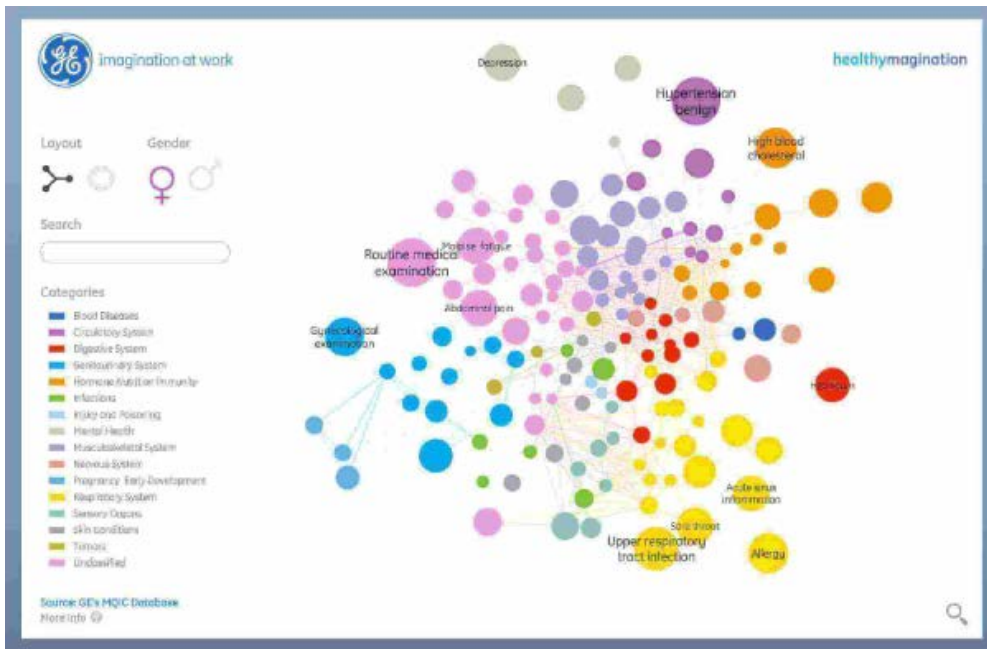 imagination at work
healthymagination
Layout
Gender
Search
Categories
Blood Diseases
Circulatory System
Digestive System
Genitourinary System
Hormone Nutrition Immunity
Infections
Injury and Poisoning
Mental Health
Musculoskeletal System
Nervous System
Pregnancy Early Development
Respiratory System
Sensory Organs
Skin conditions
Tumors
Unclassified
Source: GE's MQIC Database
More Info
Depression
Hypertension
benign
High blood
cholesterol
Malaise fatigue
Routine medical
examination
Abdominal pain
Gynecological
examination
Heartburn
Acute sinus
inflammation
Sore throat
Upper respiratory
tract infection
Allergy